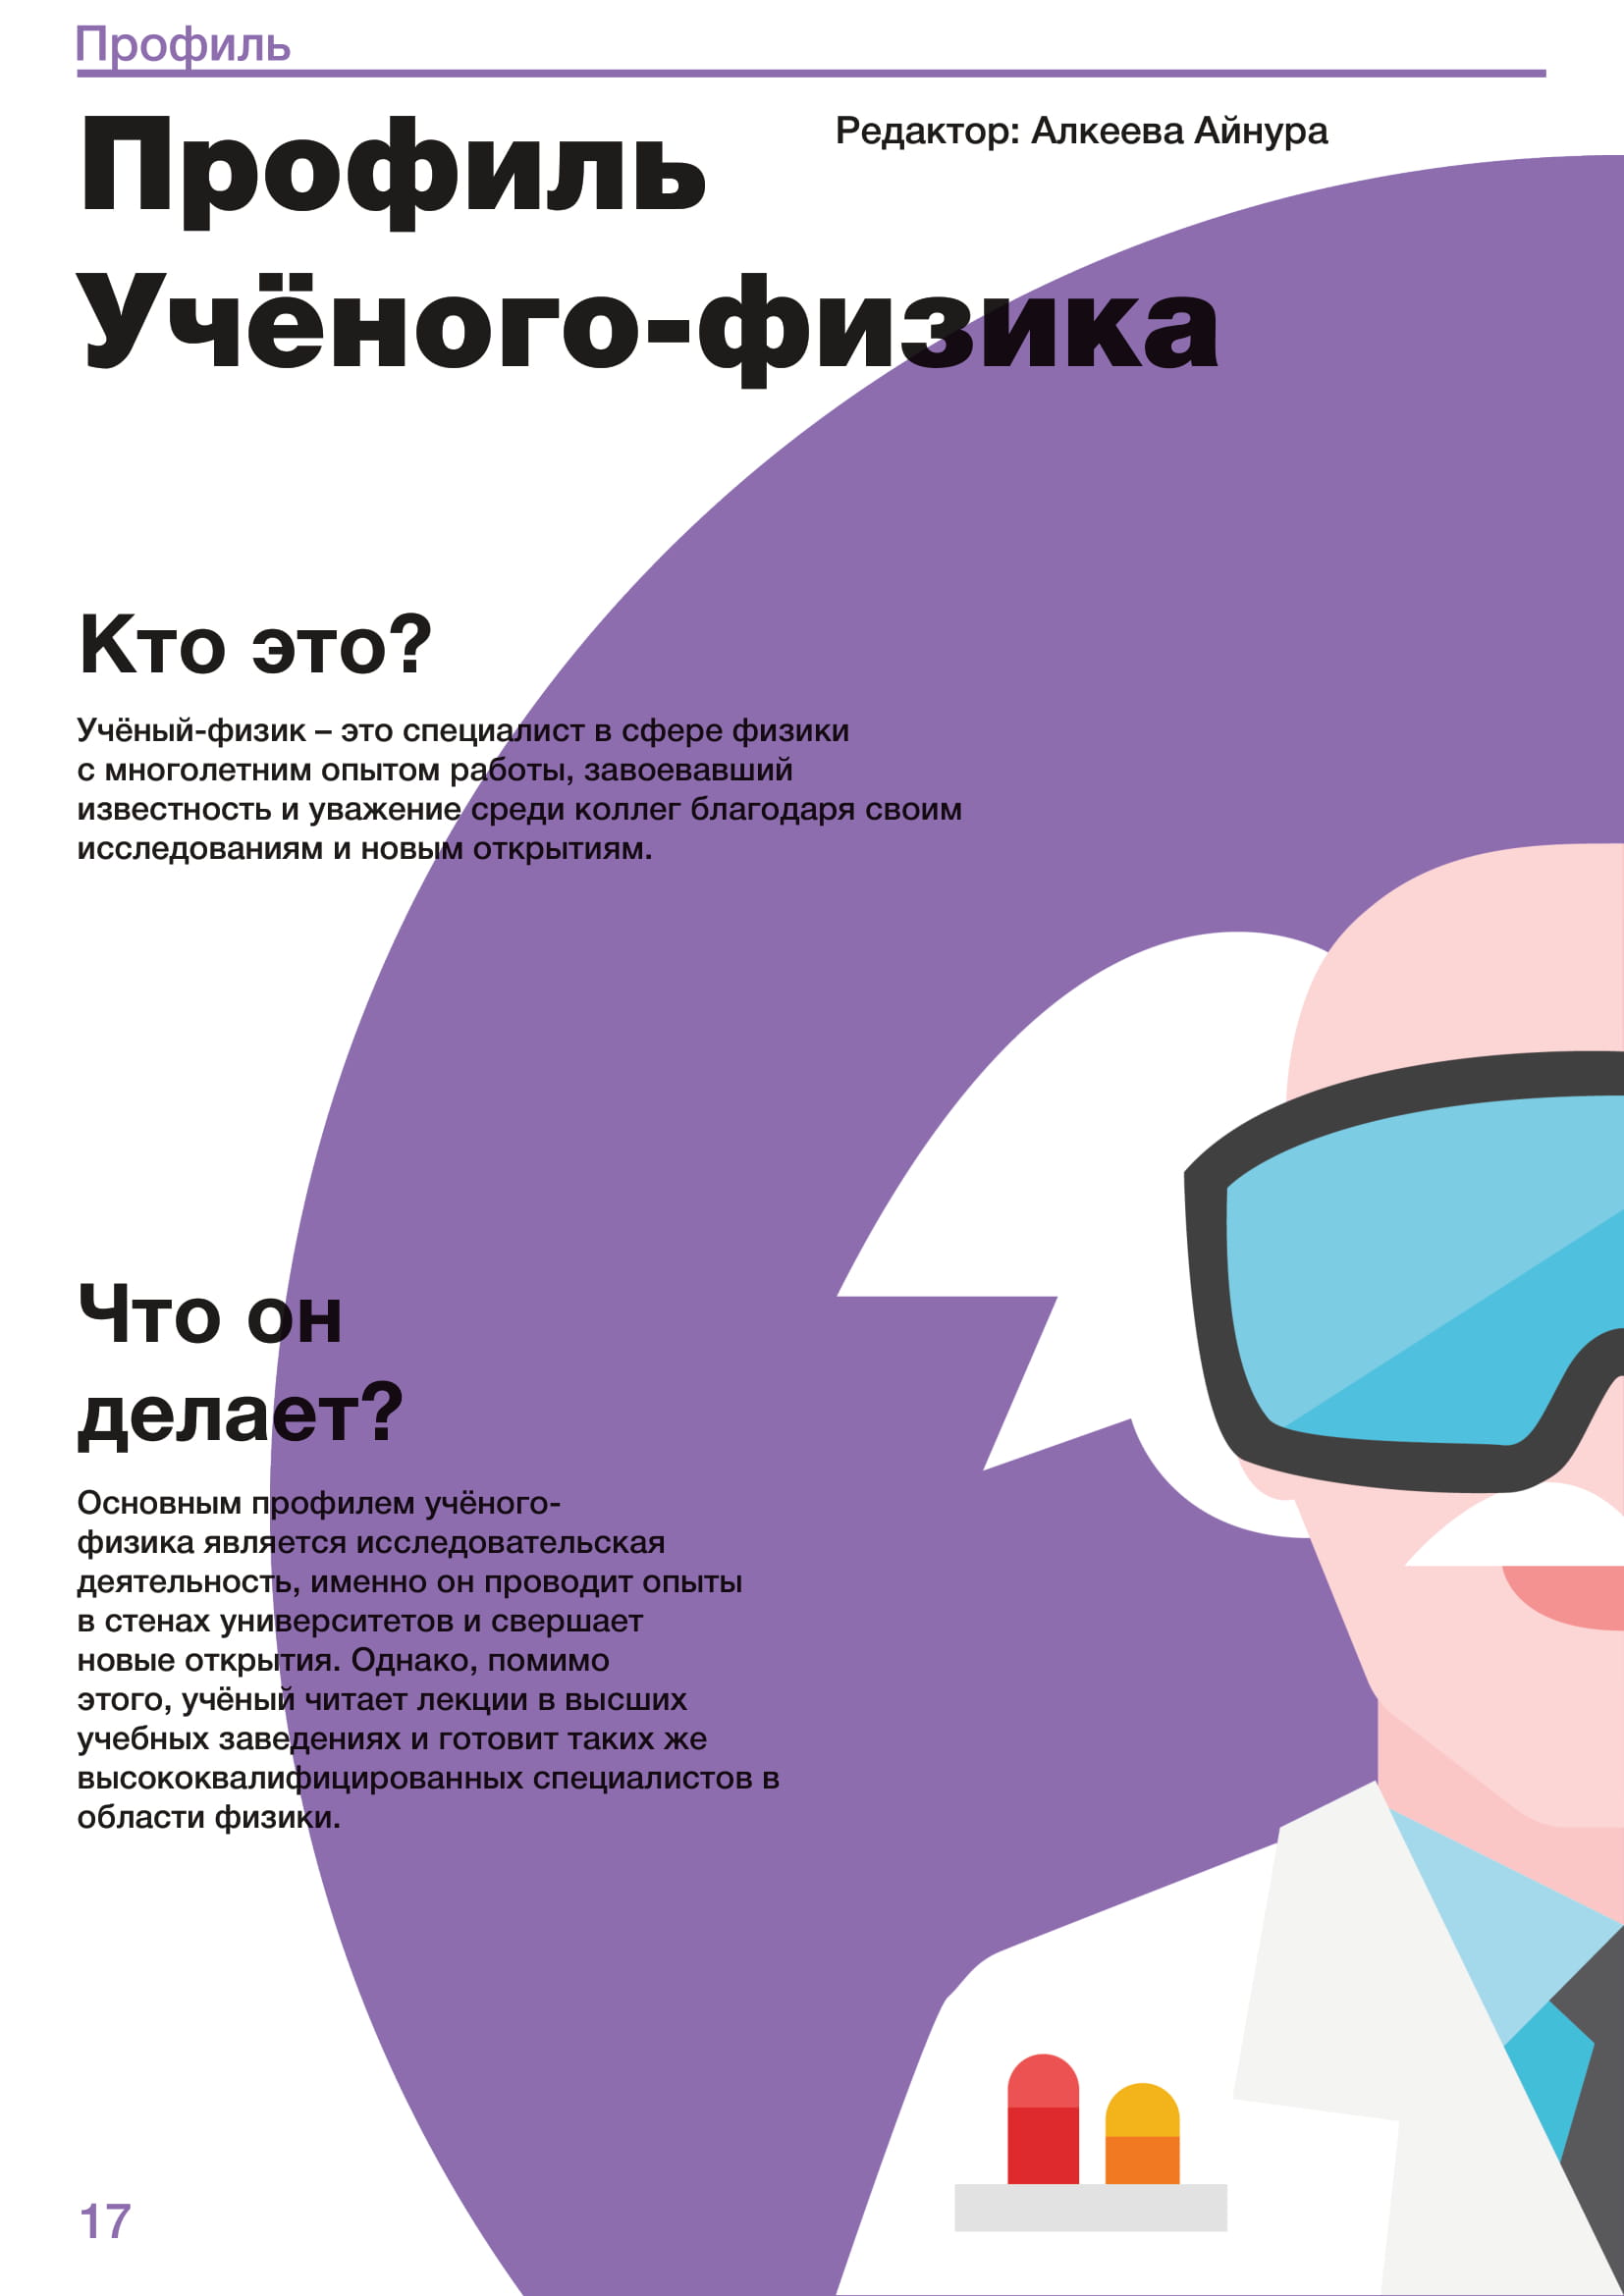 Профиль
Профиль
Редактор: Алкеева Айнура
Учёного-физика
Кто это?
Учёный-физик – это специалист в сфере физики
с многолетним опытом работы, завоевавший
известность и уважение среди коллег благодаря своим
исследованиям и новым открытиям.
Что он
делает?
Основным профилем учёного-
физика является исследовательская
деятельность, именно он проводит опыты
в стенах университетов и свершает
новые открытия. Однако, помимо
этого, учёный читает лекции в высших
учебных заведениях и готовит таких же
высококвалифицированных специалистов в
области физики.
17